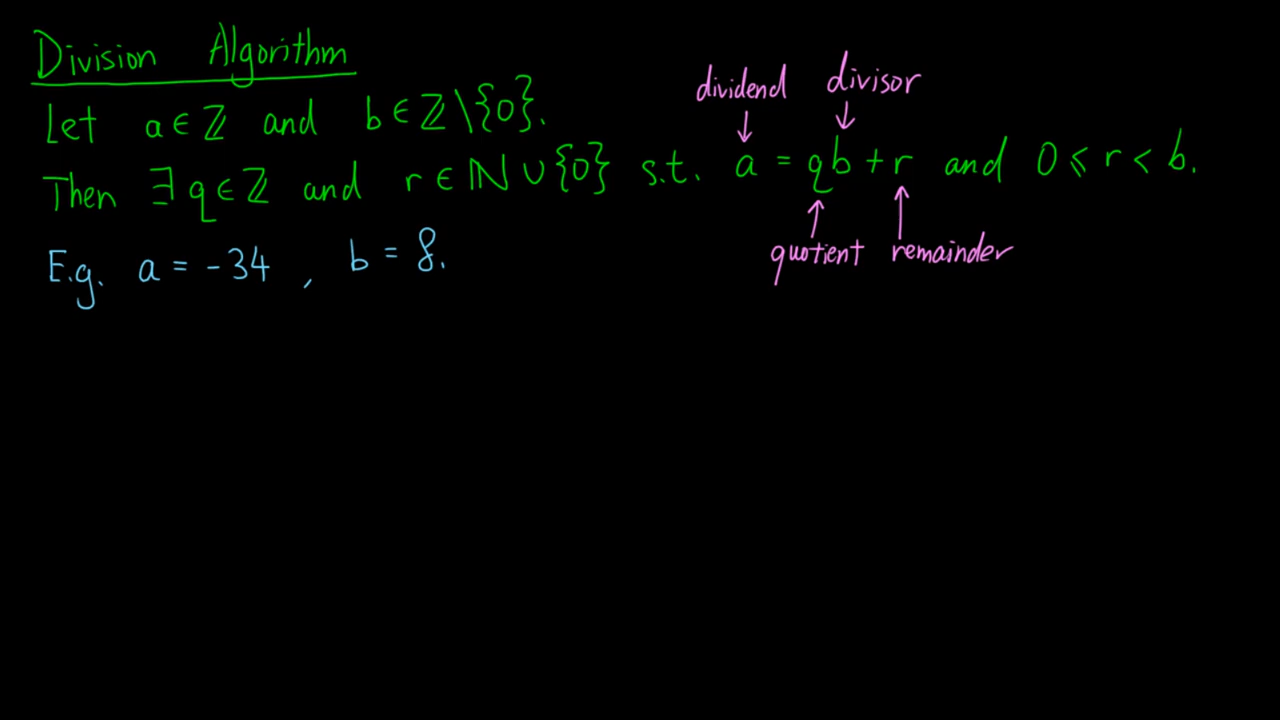 Division Algorithm
dividend divisor
Let a ∈ ℤ and b ∈ ℤ \ {0}.
Then ∃ q ∈ ℤ and r ∈ ℕ ∪ {0} s.t. a = qb + r and 0 ≤ r < b.
quotient remainder
E.g. a = -34 , b = 8.